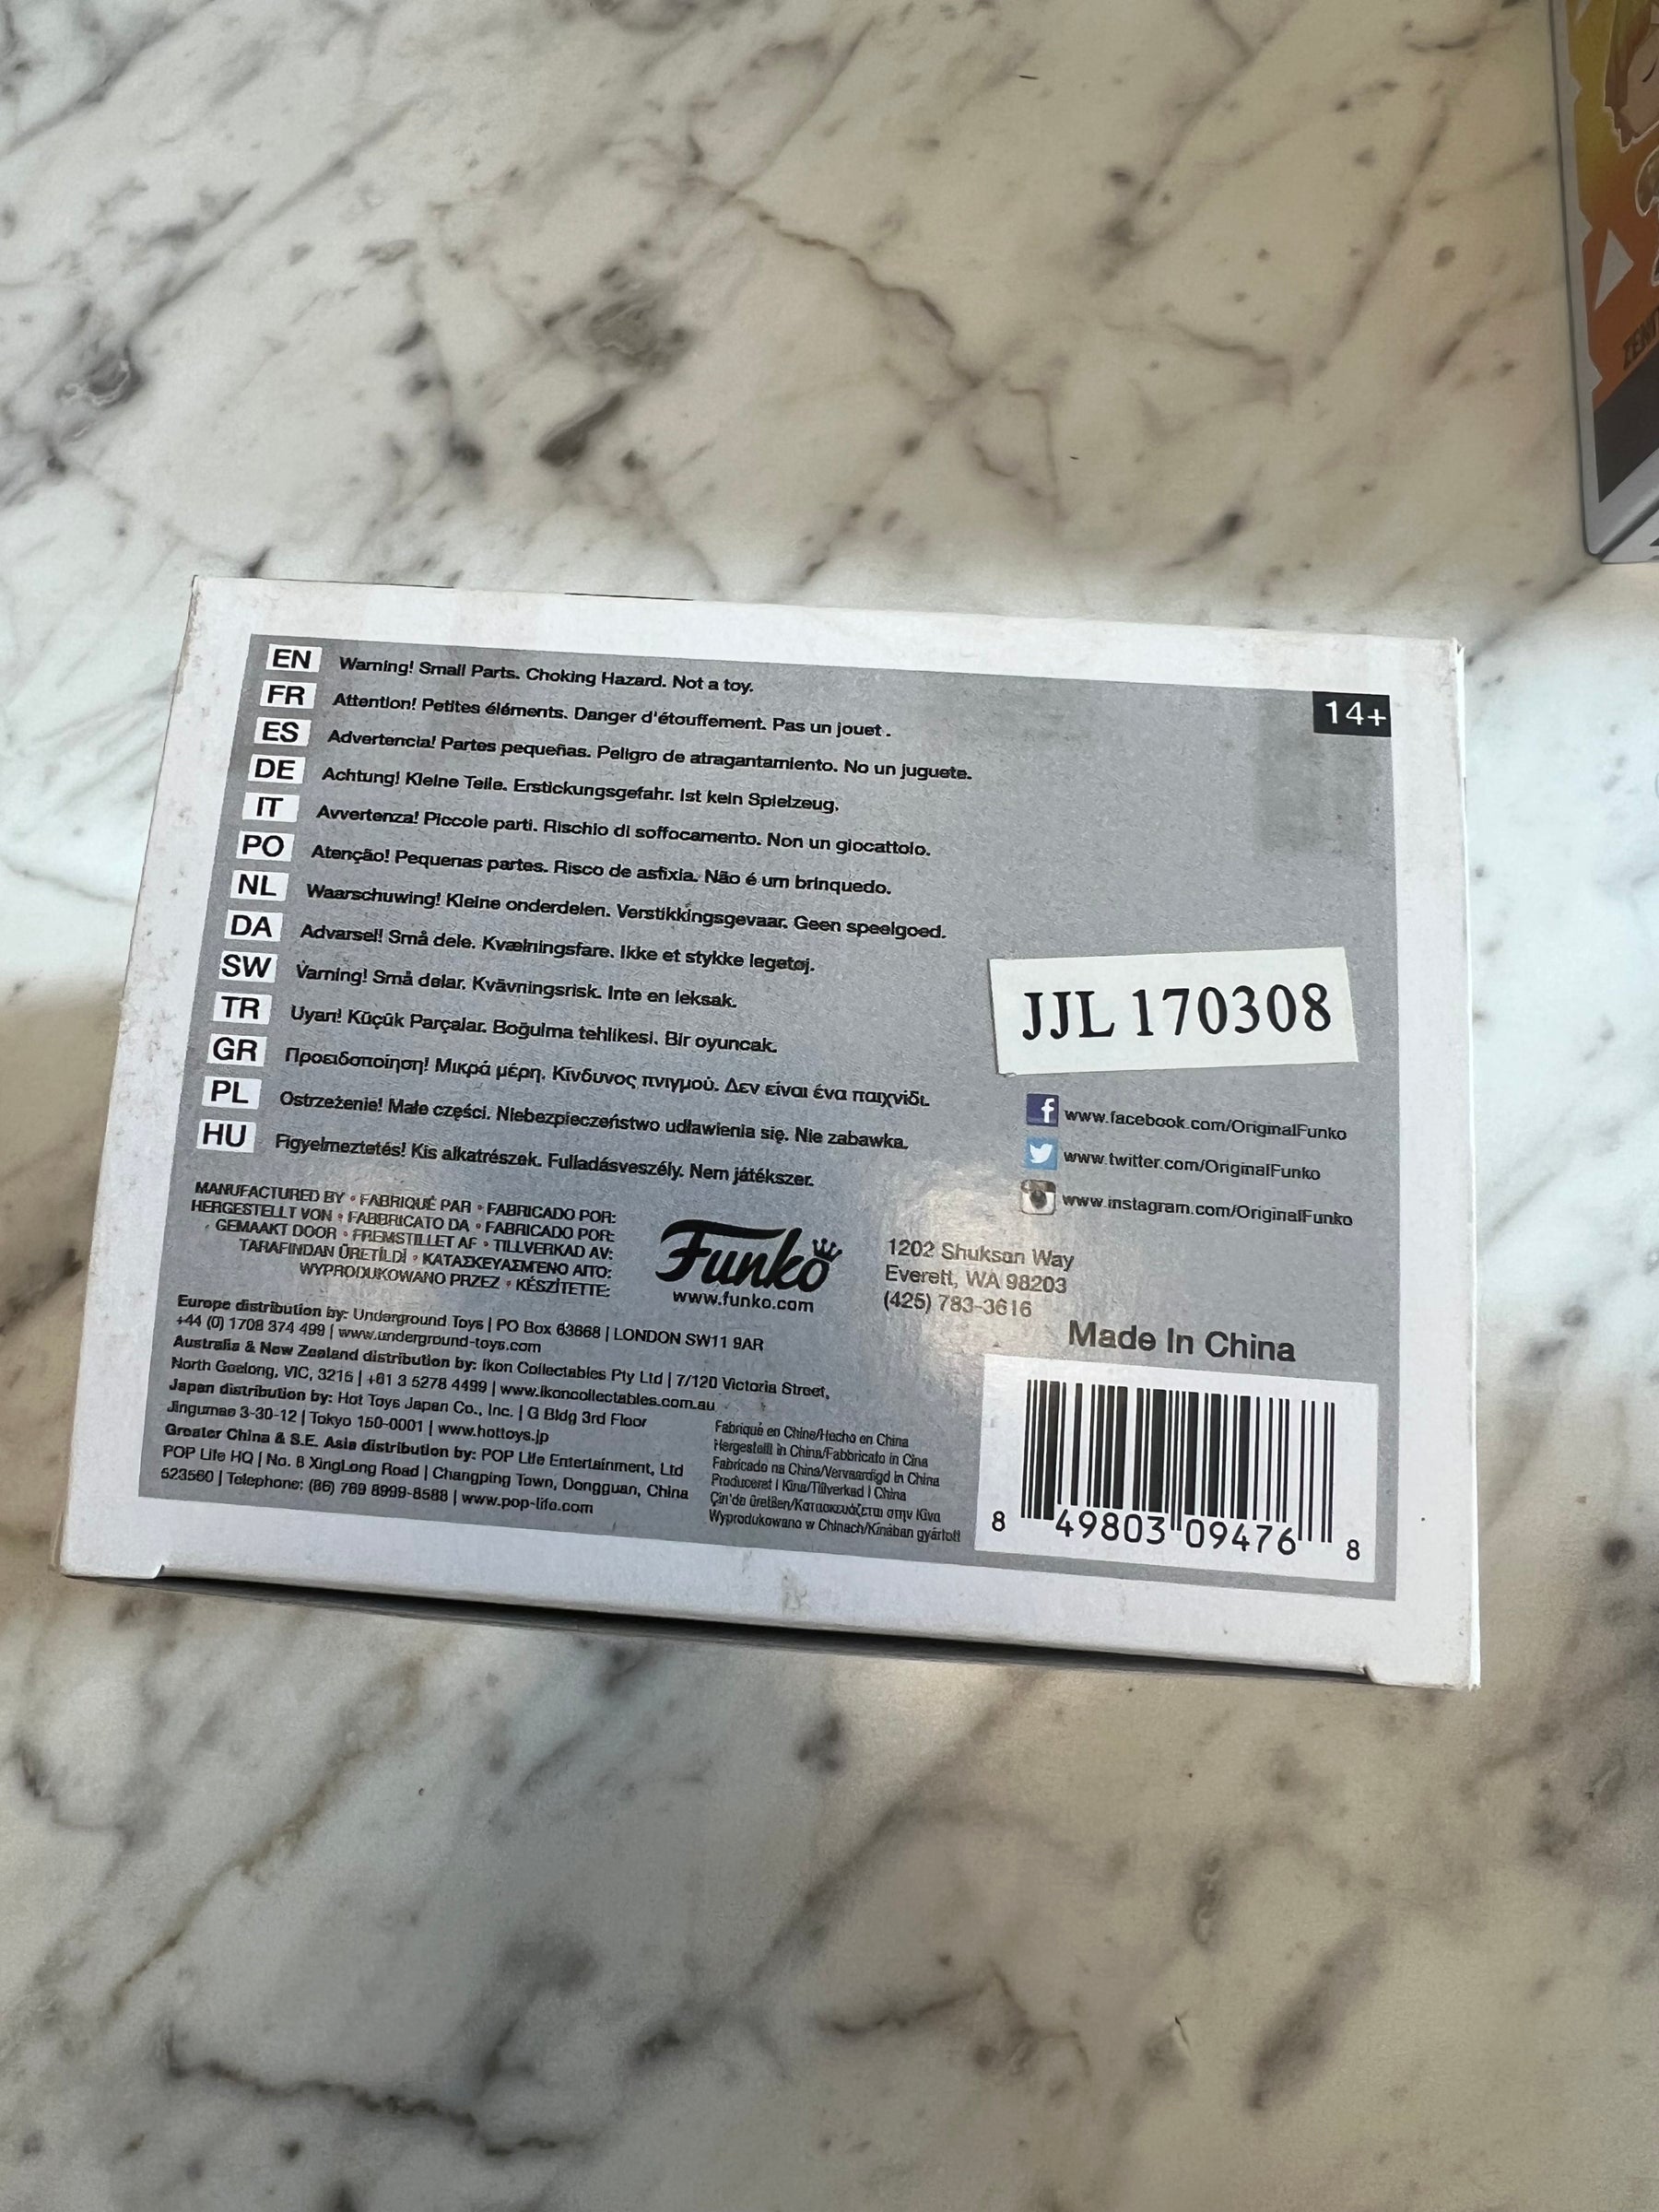 EN Warning! Small Parts. Choking Hazard. Not a toy.
14+
FR Attention! Petites éléments. Danger d'étouffement. Pas un jouet.
ES Advertencia! Partes pequeñas. Peligro de atragantamiento. No un juguete.
DE Achtung! Kleine Teile. Erstickungsgefahr. Ist kein Spielzeug.
IT Avvertenza! Piccole parti. Rischio di soffocamento. Non un giocattolo.
PO Atenção! Pequenas partes. Risco de asfixia. Não é um brinquedo.
NL Waarschuwing! Kleine onderdelen. Verstikkingsgevaar. Geen speelgoed.
DA Advarsel! Små dele. Kvælningsfare. Ikke et stykke legetøj.
SW Varning! Små delar. Kvävningsrisk. Inte en leksak.
TR Uyarı! Küçük Parçalar. Boğulma tehlikesi. Bir oyuncak.
GR Προειδοποίηση! Μικρά μέρη. Κίνδυνος πνιγμού. Δεν είναι ένα παιχνίδι.
PL Ostrzeżenie! Małe części. Niebezpieczeństwo udławienia się. Nie zabawka.
HU Figyelmeztetés! Kis alkatrészek. Fulladásveszély. Nem játékszer.
JJL 170308
www.facebook.com/OriginalFunko
www.twitter.com/OriginalFunko
www.instagram.com/OriginalFunko
MANUFACTURED BY • FABRIQUÉ PAR • FABRICADO POR:
HERGESTELLT VON • FABBRICATO DA • FABRICADO POR:
GEMAAKT DOOR • FREMSTILLET AF • TILLVERKAD AV:
TARAFINDAN ÜRETİLDİ • ΚΑΤΑΣΚΕΥΑΣΜΈΝΟ ΑΠΌ:
WYPRODUKOWANO PRZEZ • KÉSZÍTETTE:
Funko
www.funko.com
1202 Shuksan Way
Everett, WA 98203
(425) 783-3616
Made In China
Europe distribution by: Underground Toys | PO Box 63668 | LONDON SW11 9AR
+44 (0) 1708 374 499 | www.underground-toys.com
Australia & New Zealand distribution by: Ikon Collectables Pty Ltd | 7/120 Victoria Street,
North Geelong, VIC, 3215 | +61 3 5278 4499 | www.ikoncollectables.com.au
Japan distribution by: Hot Toys Japan Co., Inc. | G Bldg 3rd Floor
Jingumae 3-30-12 | Tokyo 150-0001 | www.hottoys.jp
Greater China & S.E. Asia distribution by: POP Life Entertainment, Ltd
POP Life HQ | No. 8 XingLong Road | Changping Town, Dongguan, China
523560 | Telephone: (86) 769 8999-8588 | www.pop-life.com
Fabriqué en Chine/Hecho en China
Hergestellt in China/Fabbricato in Cina
Fabricado na China/Vervaardigd in China
Produceret I Kina/Tillverkad I China
Çin'de üretilen/Κατασκευάζεται στην Κίνα
Wyprodukowano w Chinach/Kínában gyártott
8 49803 09476 8